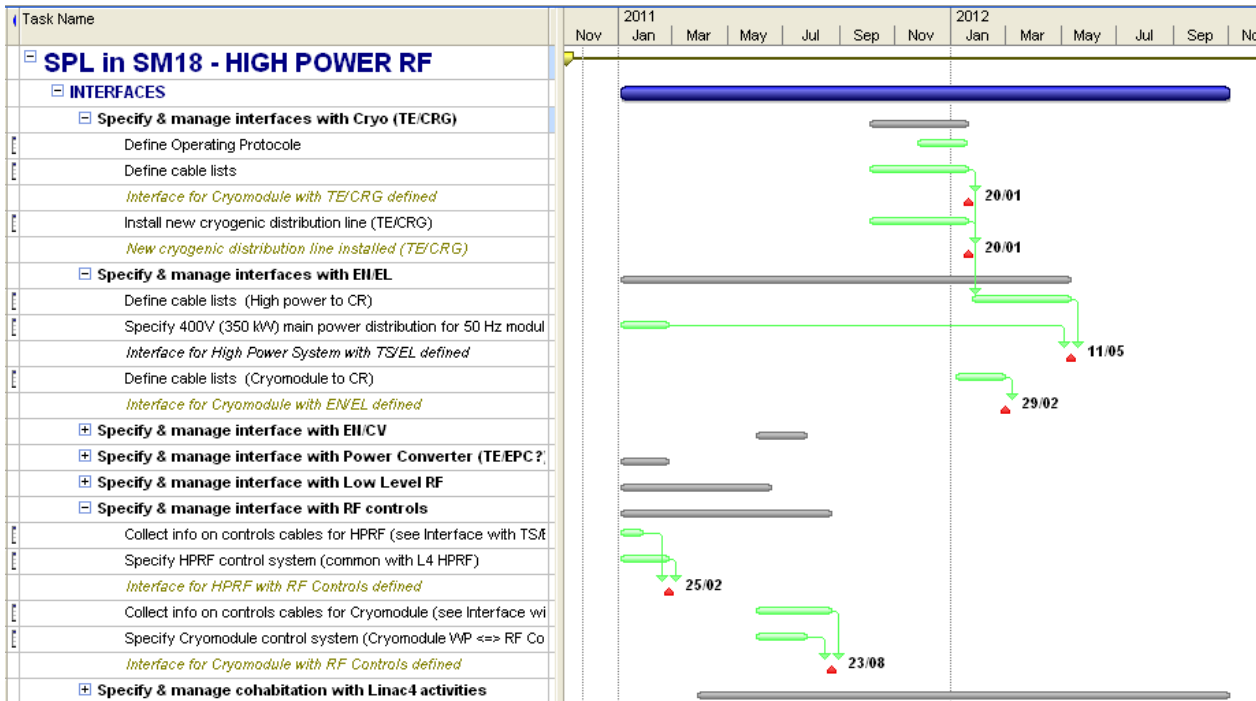 Task Name
2011 2012
Nov Jan Mar May Jul Sep Nov Jan Mar May Jul Sep No
SPL in SM18 - HIGH POWER RF
INTERFACES
Specify & manage interfaces with Cryo (TE/CRG)
Define Operating Protocole
Define cable lists
Interface for Cryomodule with TE/CRG defined 20/01
Install new cryogenic distribution line (TE/CRG)
New cryogenic distribution line installed (TE/CRG) 20/01
Specify & manage interfaces with EN/EL
Define cable lists (High power to CR)
Specify 400V (350 kW) main power distribution for 50 Hz modul
Interface for High Power System with TS/EL defined 11/05
Define cable lists (Cryomodule to CR)
Interface for Cryomodule with EN/EL defined 29/02
Specify & manage interface with EN/CV
Specify & manage interface with Power Converter (TE/EPC?)
Specify & manage interface with Low Level RF
Specify & manage interface with RF controls
Collect info on controls cables for HPRF (see Interface with TS/E
Specify HPRF control system (common with L4 HPRF)
Interface for HPRF with RF Controls defined 25/02
Collect info on controls cables for Cryomodule (see Interface wi
Specify Cryomodule control system (Cryomodule WP <=> RF Co
Interface for Cryomodule with RF Controls defined 23/08
Specify & manage cohabitation with Linac4 activities